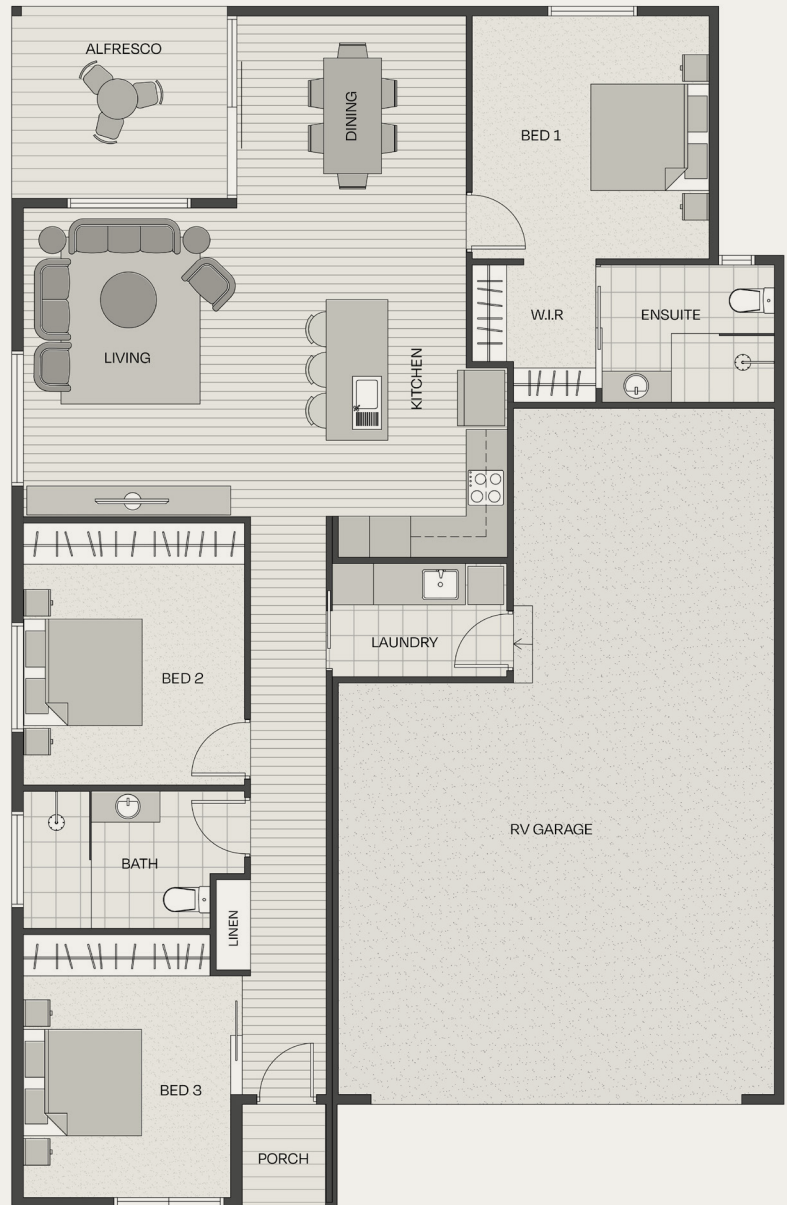 ALFRESCO
DINING
BED 1
W.I.R
ENSUITE
LIVING
KITCHEN
LAUNDRY
BED 2
RV GARAGE
BATH
LINEN
BED 3
PORCH